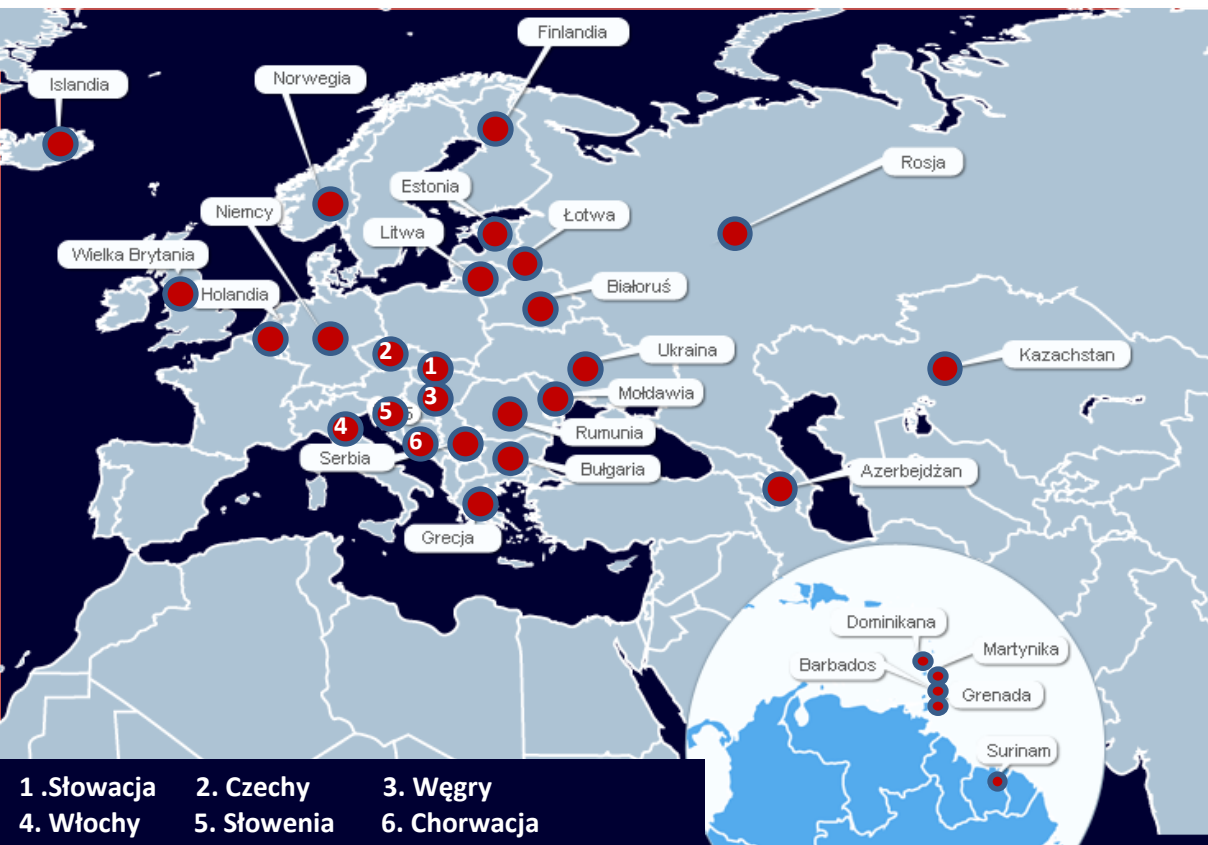 Finlandia
Islandia
Norwegia
Rosja
Estonia
Niemcy
Łotwa
Litwa
Wielka Brytania
Białoruś
Holandia
2
1
Ukraina
Kazachstan
3
Mołdawia
5
5
4
6
Rumunia
Serbia
Bułgaria
Azerbejdżan
Grecja
Dominikana
Martynika
Barbados
Grenada
Surinam
1 .Słowacja 2. Czechy 3. Węgry
4. Włochy 5. Słowenia 6. Chorwacja